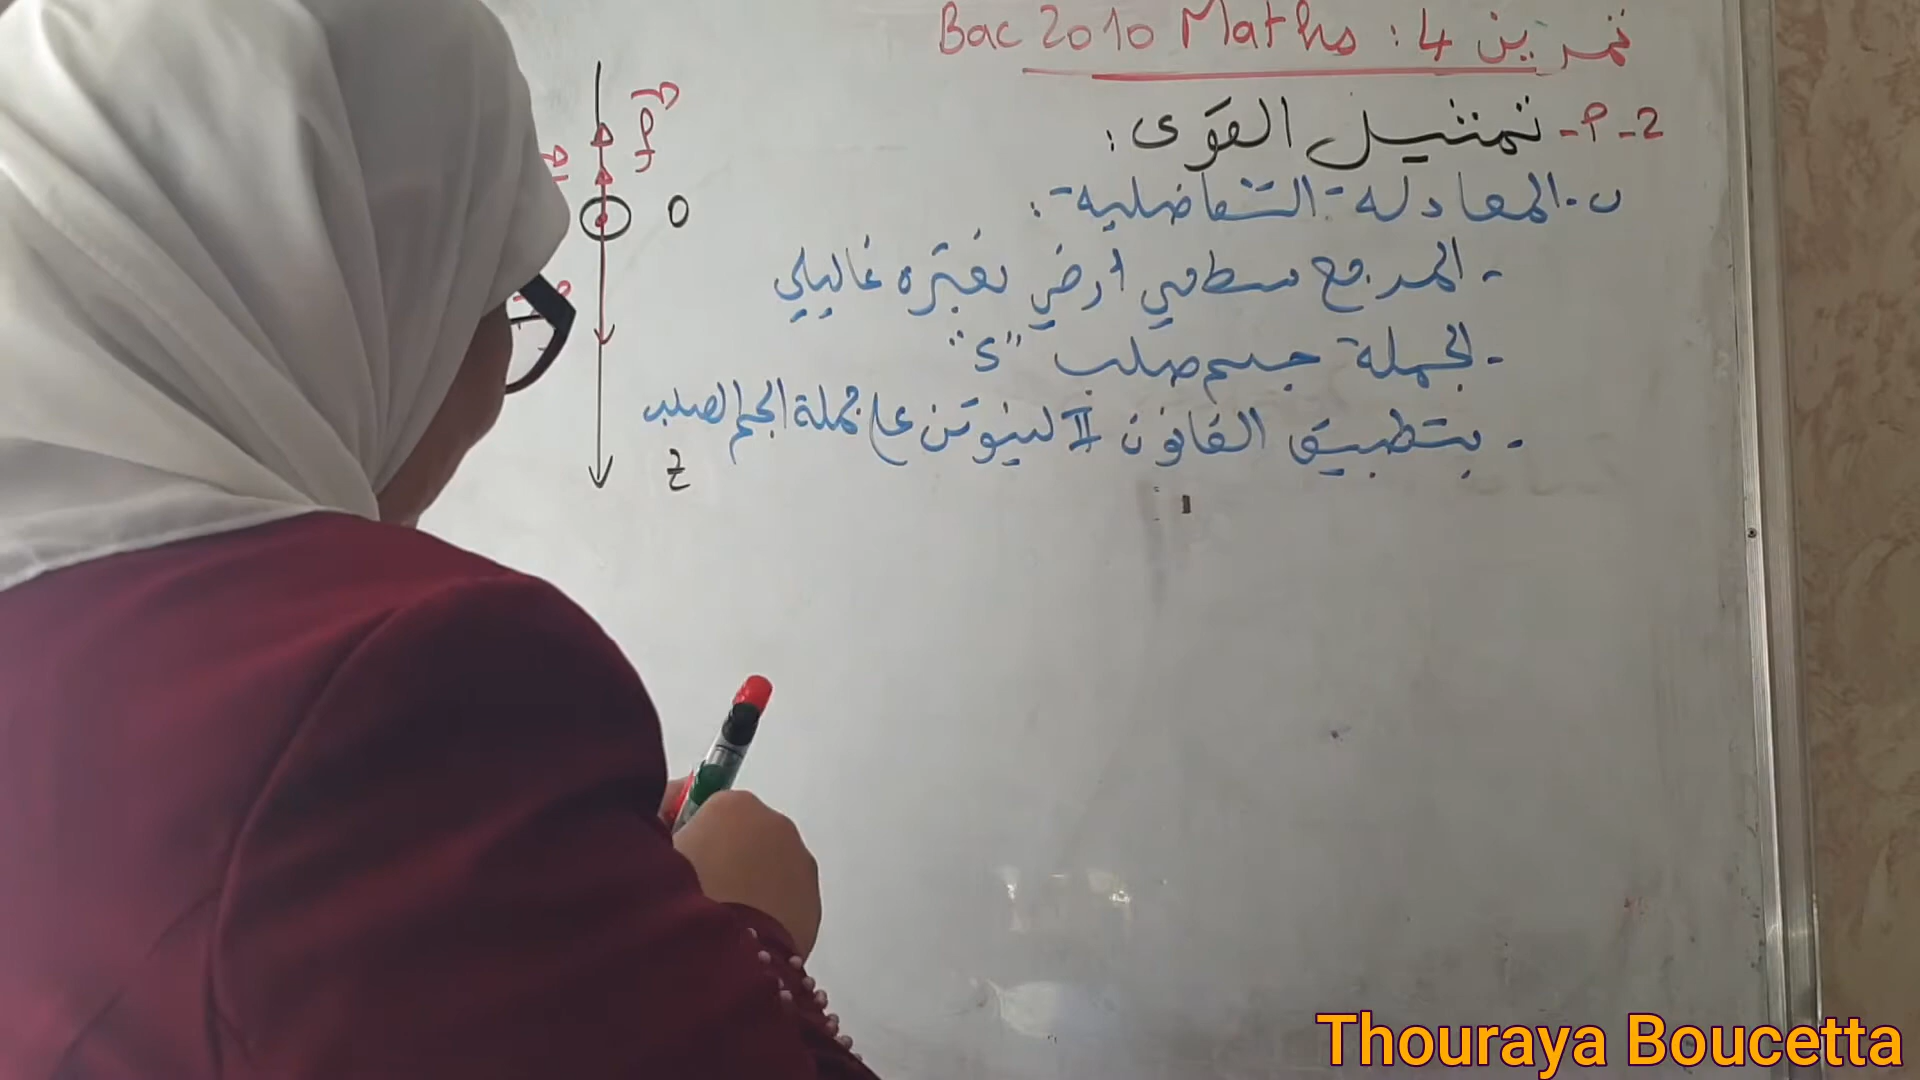 تمرين 4 : Bac 2010 Maths
2 - أ - تمثيل القوى :
ب . المعادلة التفاضلية :
- المرجع سطحي أرضي نعتبره غاليلي
- الجملة جسم صلب "S"
- بتطبيق القانون II لنيوتن على جملة الجسم الصلب
f
O
z
Thouraya Boucetta